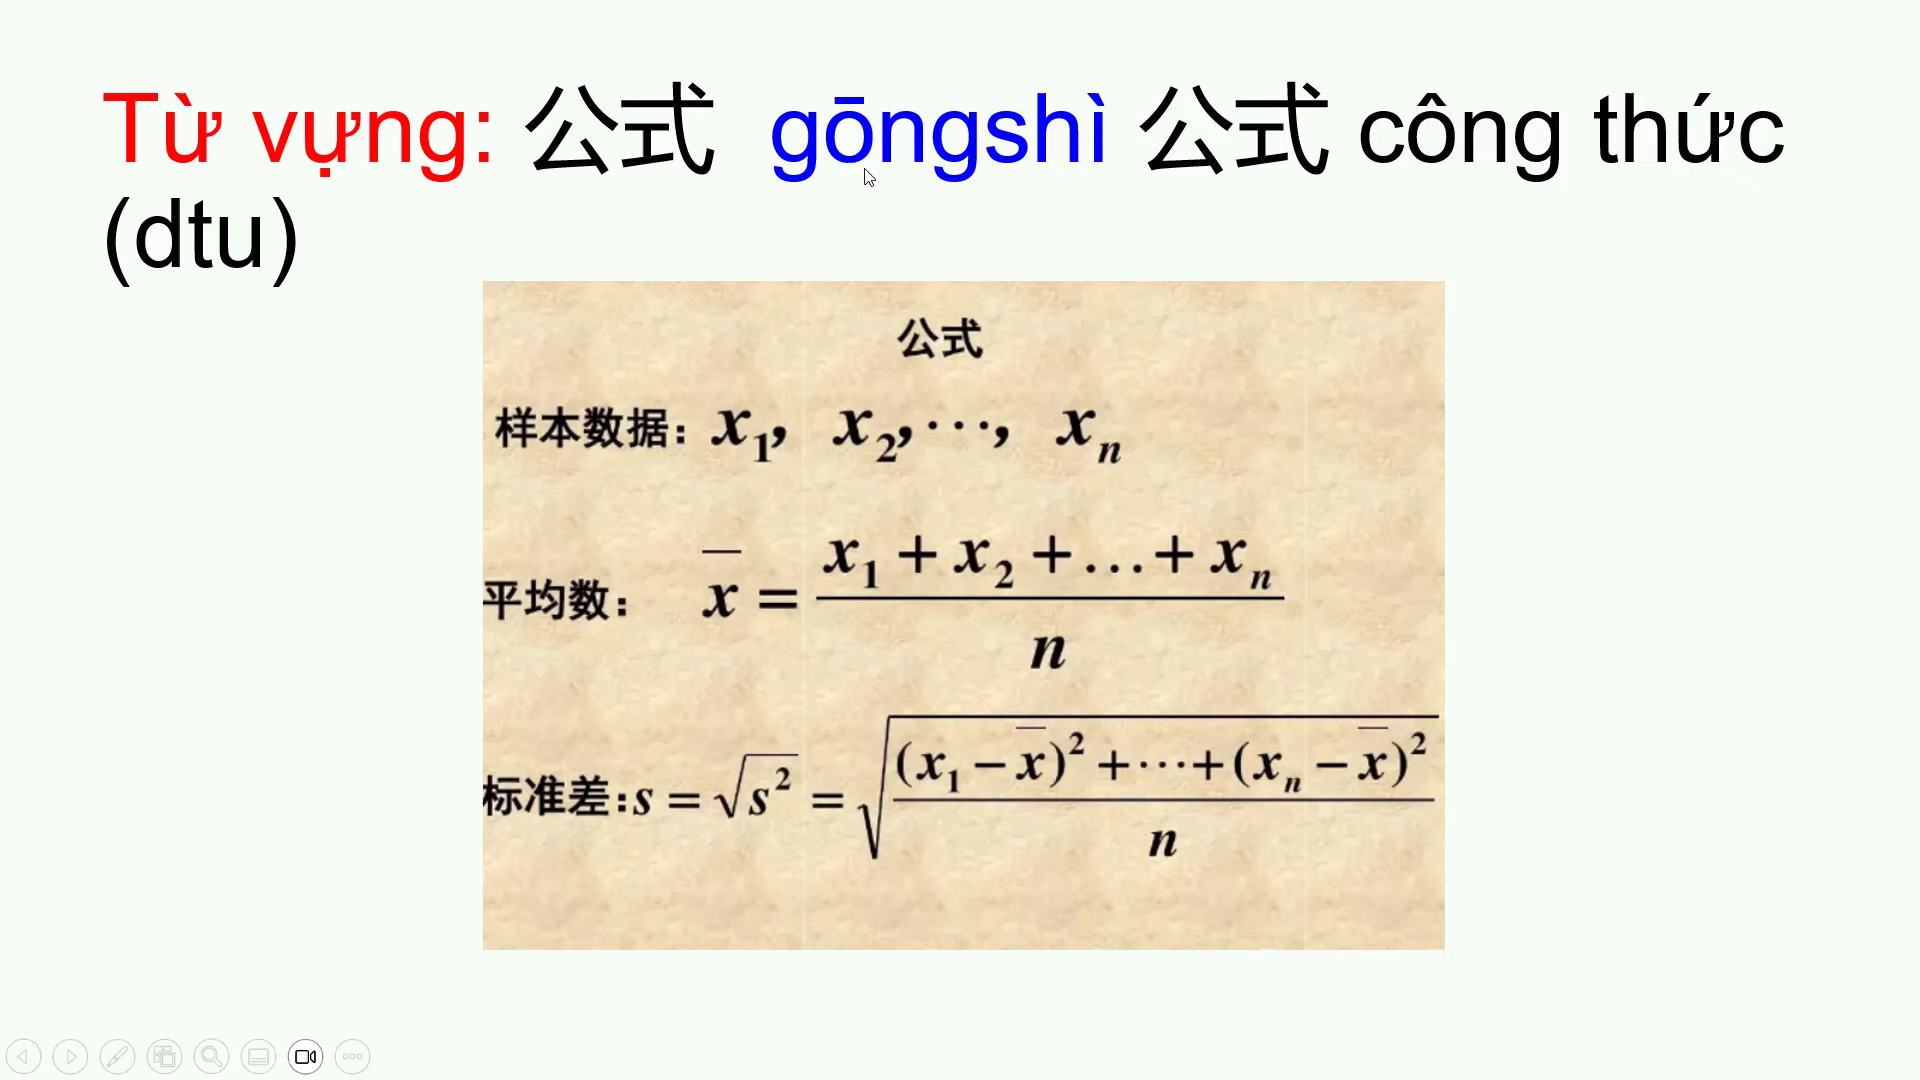 Từ vựng: 公式 gōngshì 公式 công thức
(dtu)
公式
样本数据: x₁, x₂,···, xₙ
平均数: x̄ = (x₁ + x₂ + ... + xₙ) / n
标准差: s = √s² = √(((x₁ − x̄)² + ··· + (xₙ − x̄)²) / n)